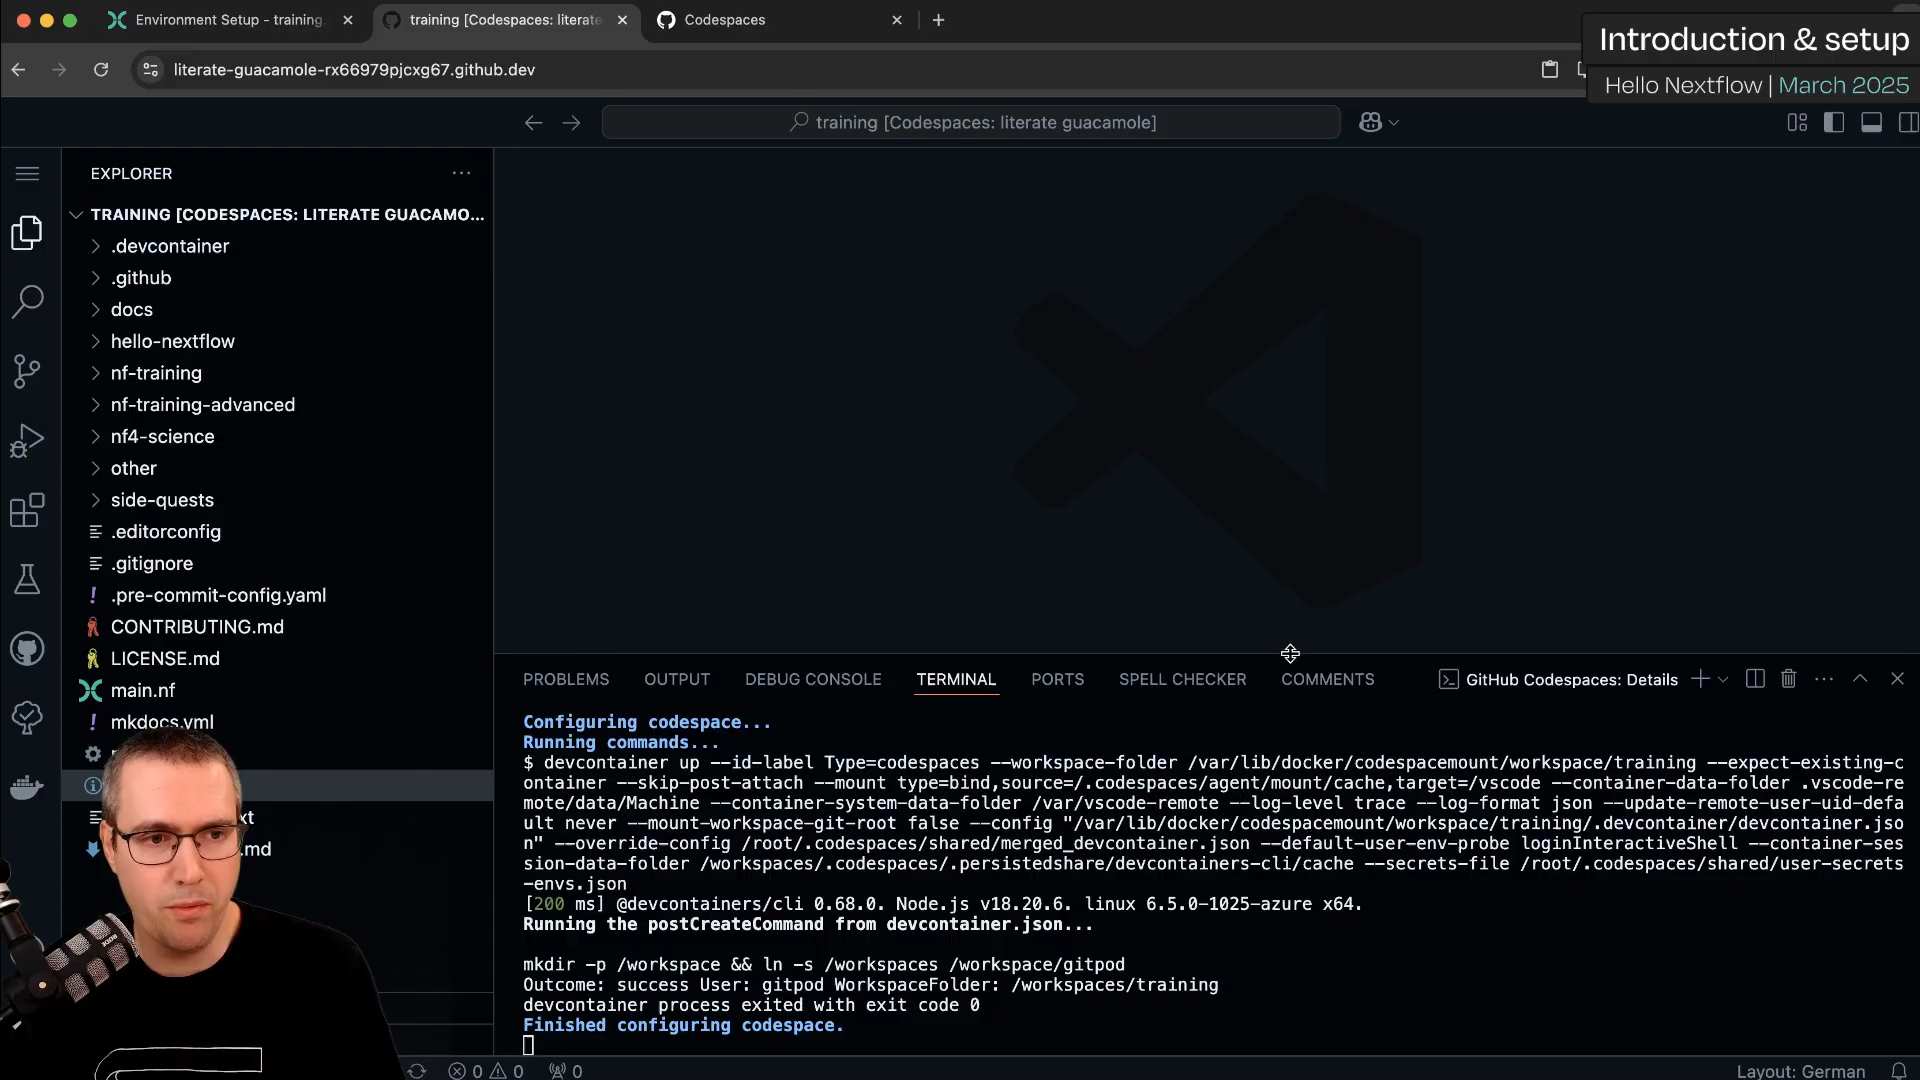 Environment Setup - training.
training [Codespaces: literate
Codespaces
Introduction & setup
literate-guacamole-rx66979pjcxg67.github.dev
Hello Nextflow | March 2025
training [Codespaces: literate guacamole]
EXPLORER
TRAINING [CODESPACES: LITERATE GUACAMO...
.devcontainer
.github
docs
hello-nextflow
nf-training
nf-training-advanced
nf4-science
other
side-quests
.editorconfig
.gitignore
.pre-commit-config.yaml
CONTRIBUTING.md
LICENSE.md
main.nf
mkdocs.yml
xt
.md
PROBLEMS
OUTPUT
DEBUG CONSOLE
TERMINAL
PORTS
SPELL CHECKER
COMMENTS
GitHub Codespaces: Details
Configuring codespace...
Running commands...
$ devcontainer up --id-label Type=codespaces --workspace-folder /var/lib/docker/codespacemount/workspace/training --expect-existing-c
ontainer --skip-post-attach --mount type=bind,source=/.codespaces/agent/mount/cache,target=/vscode --container-data-folder .vscode-re
mote/data/Machine --container-system-data-folder /var/vscode-remote --log-level trace --log-format json --update-remote-user-uid-defa
ult never --mount-workspace-git-root false --config "/var/lib/docker/codespacemount/workspace/training/.devcontainer/devcontainer.jso
n" --override-config /root/.codespaces/shared/merged_devcontainer.json --default-user-env-probe loginInteractiveShell --container-ses
sion-data-folder /workspaces/.codespaces/.persistedshare/devcontainers-cli/cache --secrets-file /root/.codespaces/shared/user-secrets
-envs.json
[200 ms] @devcontainers/cli 0.68.0. Node.js v18.20.6. linux 6.5.0-1025-azure x64.
Running the postCreateCommand from devcontainer.json...
mkdir -p /workspace && ln -s /workspaces /workspace/gitpod
Outcome: success User: gitpod WorkspaceFolder: /workspaces/training
devcontainer process exited with exit code 0
Finished configuring codespace.
0
0
0
Layout: German